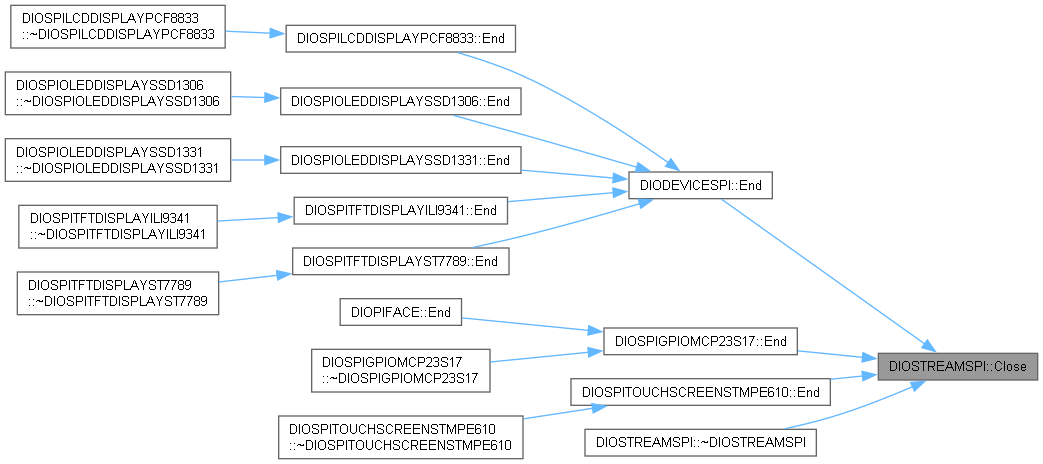 DIOSPILCDDISPLAYPCF8833
::~DIOSPILCDDISPLAYPCF8833
DIOSPILCDDISPLAYPCF8833::End
DIOSPIOLEDDISPLAYSSD1306
::~DIOSPIOLEDDISPLAYSSD1306
DIOSPIOLEDDISPLAYSSD1306::End
DIOSPIOLEDDISPLAYSSD1331
::~DIOSPIOLEDDISPLAYSSD1331
DIOSPIOLEDDISPLAYSSD1331::End
DIODEVICESPI::End
DIOSPITFTDISPLAYILI9341
::~DIOSPITFTDISPLAYILI9341
DIOSPITFTDISPLAYILI9341::End
DIOSPITFTDISPLAYST7789
::~DIOSPITFTDISPLAYST7789
DIOSPITFTDISPLAYST7789::End
DIOPIFACE::End
DIOSPIGPIOMCP23S17::End
DIOSPIGPIOMCP23S17
::~DIOSPIGPIOMCP23S17
DIOSTREAMSPI::Close
DIOSPITOUCHSCREENSTMPE610::End
DIOSPITOUCHSCREENSTMPE610
::~DIOSPITOUCHSCREENSTMPE610
DIOSTREAMSPI::~DIOSTREAMSPI